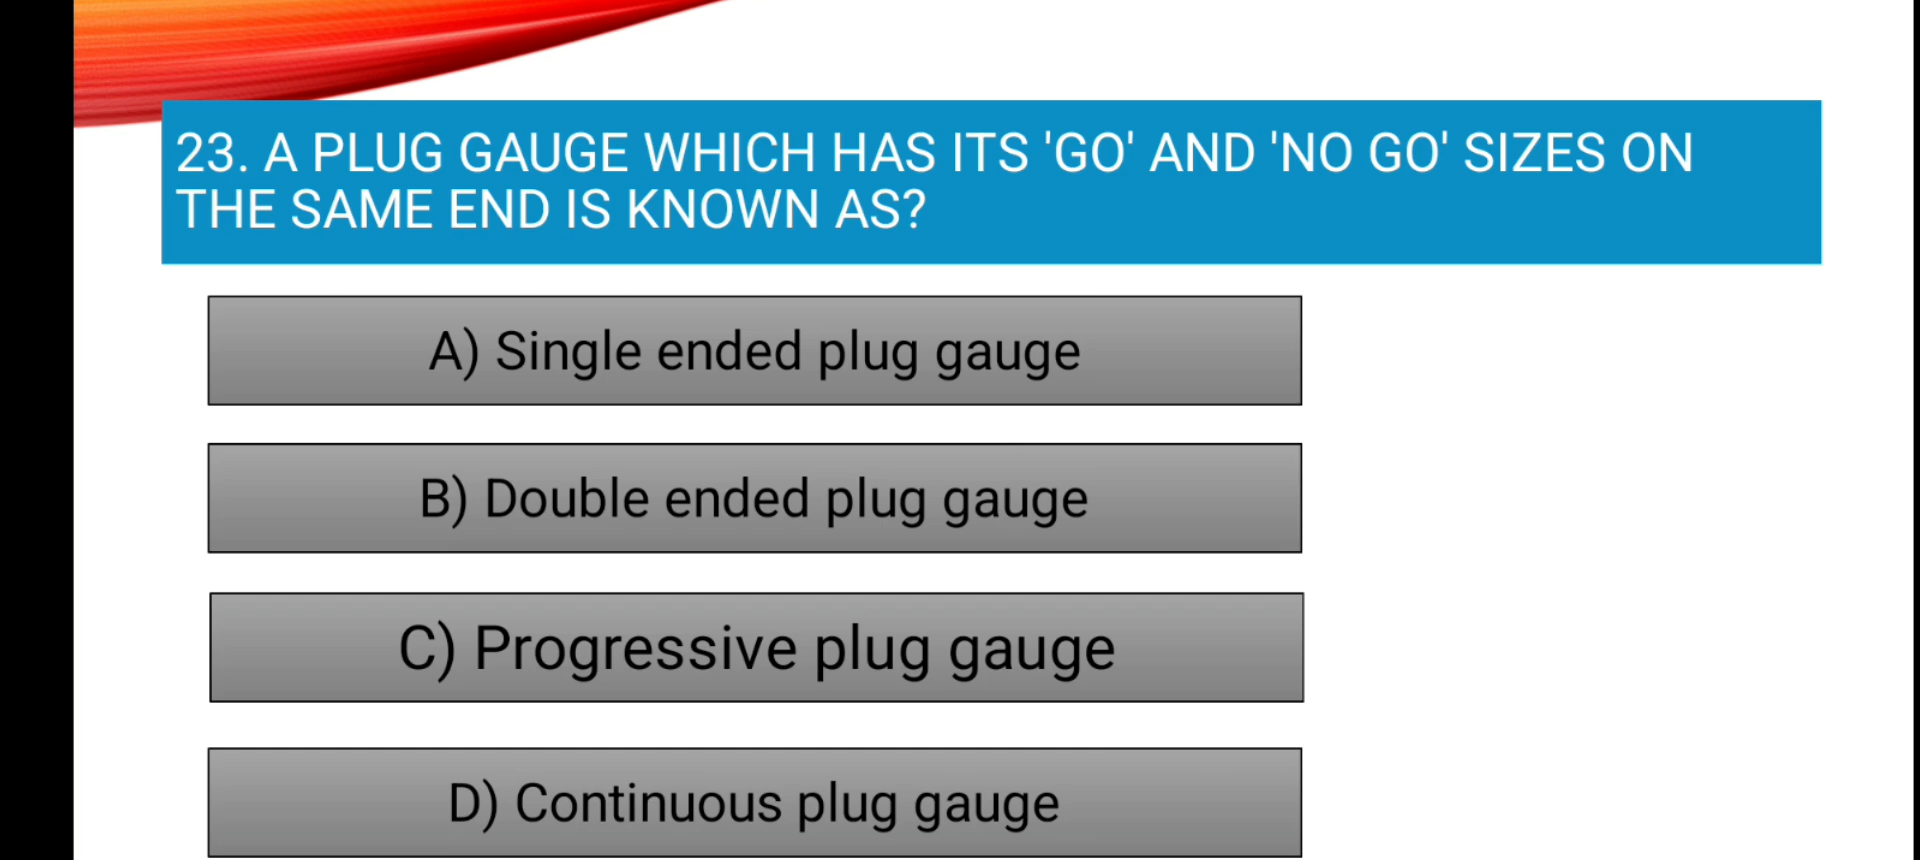 23. A PLUG GAUGE WHICH HAS ITS 'GO' AND 'NO GO' SIZES ON
THE SAME END IS KNOWN AS?
A) Single ended plug gauge
B) Double ended plug gauge
C) Progressive plug gauge
D) Continuous plug gauge